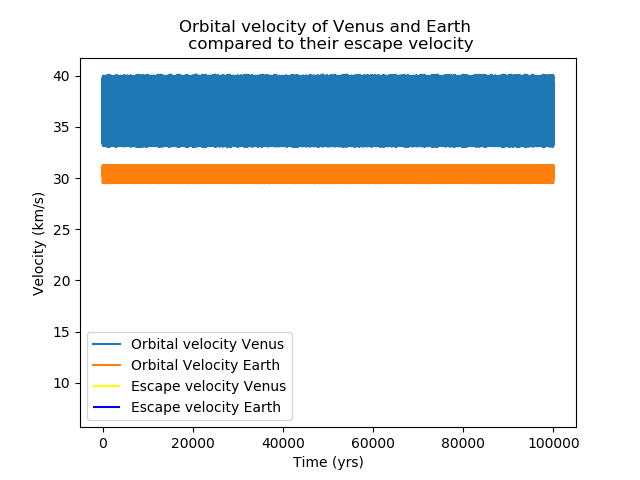 Orbital velocity of Venus and Earth
compared to their escape velocity
40
35
30
25
20
15
10
Velocity (km/s)
Orbital velocity Venus
Orbital Velocity Earth
Escape velocity Venus
Escape velocity Earth
0
20000
40000
60000
80000
100000
Time (yrs)